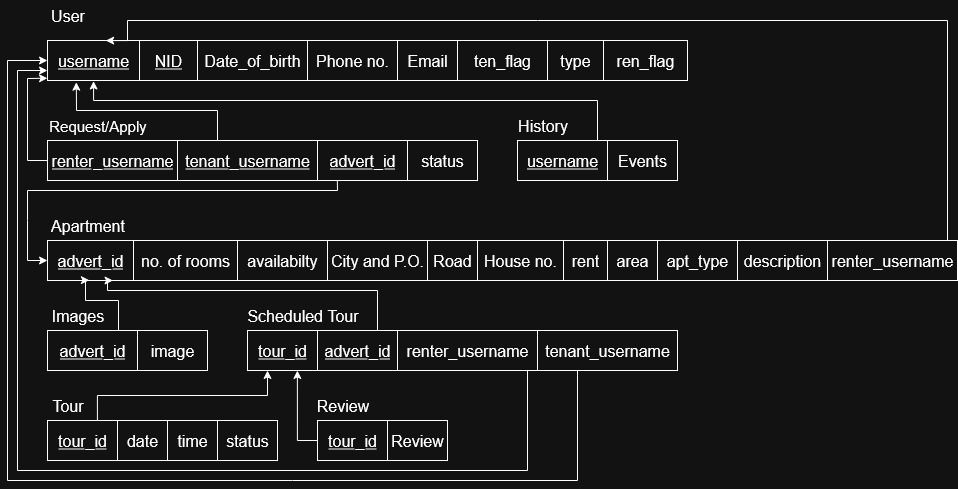 User
username NID Date_of_birth Phone no. Email ten_flag type ren_flag
Request/Apply
renter_username tenant_username advert_id status
History
username Events
Apartment
advert_id no. of rooms availabilty City and P.O. Road House no. rent area apt_type description renter_username
Images
advert_id image
Scheduled Tour
tour_id advert_id renter_username tenant_username
Tour
tour_id date time status
Review
tour_id Review